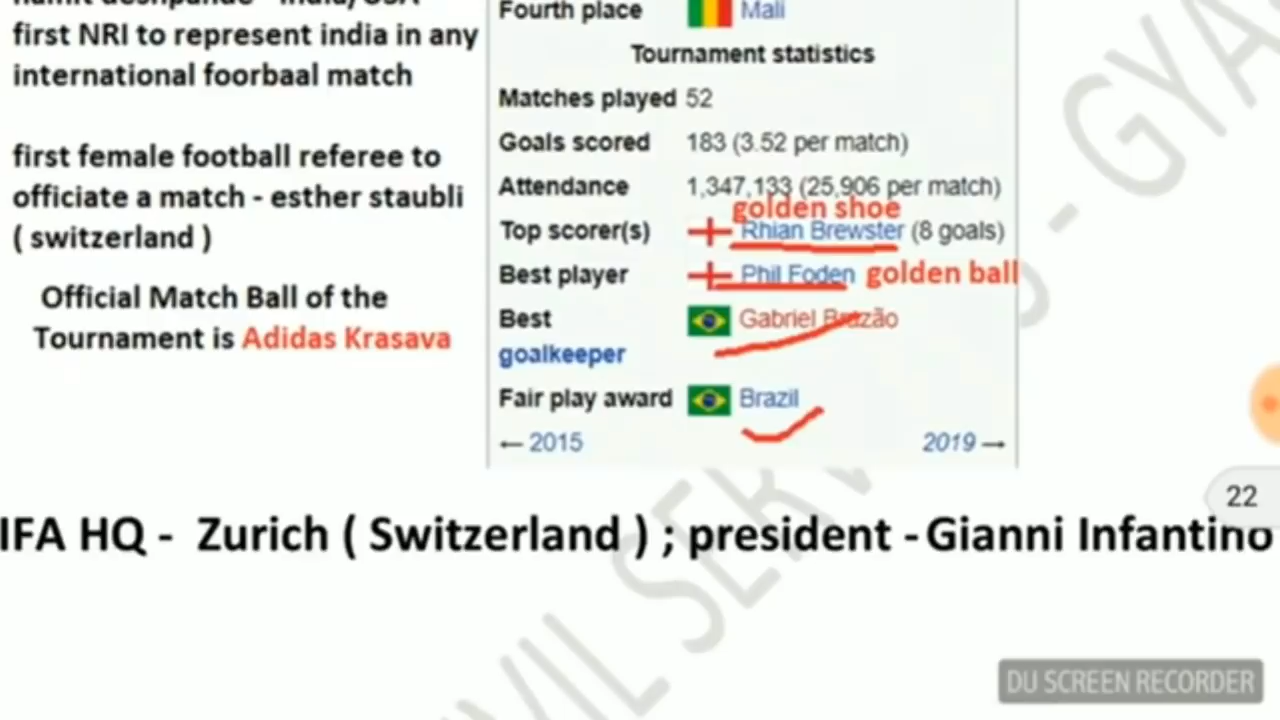 first NRI to represent india in any
international foorbaal match
first female football referee to
officiate a match - esther staubli
( switzerland )
Official Match Ball of the
Tournament is Adidas Krasava
Fourth place Mali
Tournament statistics
Matches played 52
Goals scored 183 (3.52 per match)
Attendance 1,347,133 (25,906 per match)
golden shoe
Top scorer(s) Rhian Brewster (8 goals)
Best player Phil Foden golden ball
Best Gabriel Brazão
goalkeeper
Fair play award Brazil
← 2015 2019 →
22
IFA HQ - Zurich ( Switzerland ) ; president - Gianni Infantino
DU SCREEN RECORDER